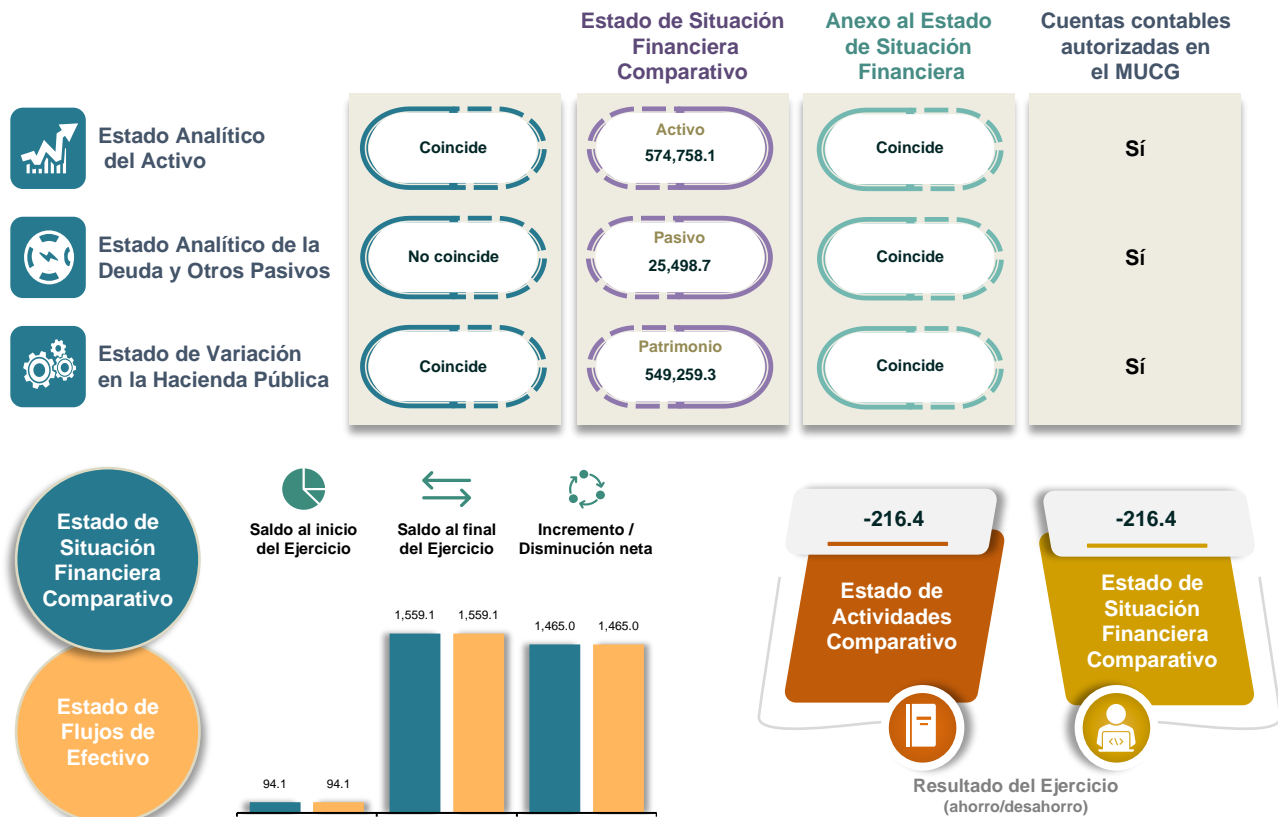 Estado de Situación
Financiera
Comparativo
Anexo al Estado
de Situación
Financiera
Cuentas contables
autorizadas en
el MUCG
Estado Analítico
del Activo
Coincide
Activo
574,758.1
Coincide
Sí
Estado Analítico de la
Deuda y Otros Pasivos
No coincide
Pasivo
25,498.7
Coincide
Sí
Estado de Variación
en la Hacienda Pública
Coincide
Patrimonio
549,259.3
Coincide
Sí
Estado de
Situación
Financiera
Comparativo
Estado de
Flujos de
Efectivo
Saldo al inicio
del Ejercicio
Saldo al final
del Ejercicio
Incremento /
Disminución neta
94.1
94.1
1,559.1
1,559.1
1,465.0
1,465.0
-216.4
Estado de
Actividades
Comparativo
-216.4
Estado de
Situación
Financiera
Comparativo
Resultado del Ejercicio
(ahorro/desahorro)